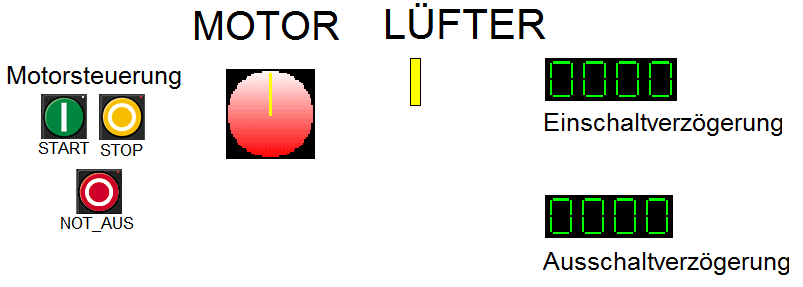 MOTOR
LÜFTER
Motorsteuerung
START
STOP
NOT_AUS
0000
Einschaltverzögerung
0000
Ausschaltverzögerung